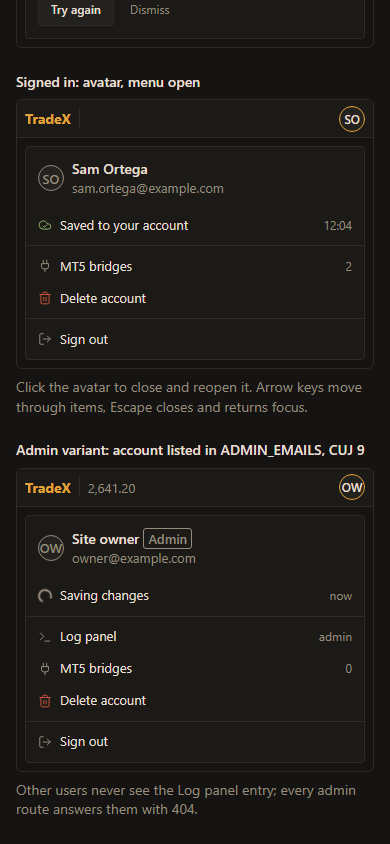 Try again Dismiss
Signed in: avatar, menu open
TradeX SO
SO Sam Ortega
sam.ortega@example.com
Saved to your account 12:04
MT5 bridges 2
Delete account
Sign out
Click the avatar to close and reopen it. Arrow keys move
through items, Escape closes and returns focus.
Admin variant: account listed in ADMIN_EMAILS, CUJ 9
TradeX 2,641.20 OW
OW Site owner Admin
owner@example.com
Saving changes now
Log panel admin
MT5 bridges 0
Delete account
Sign out
Other users never see the Log panel entry; every admin
route answers them with 404.